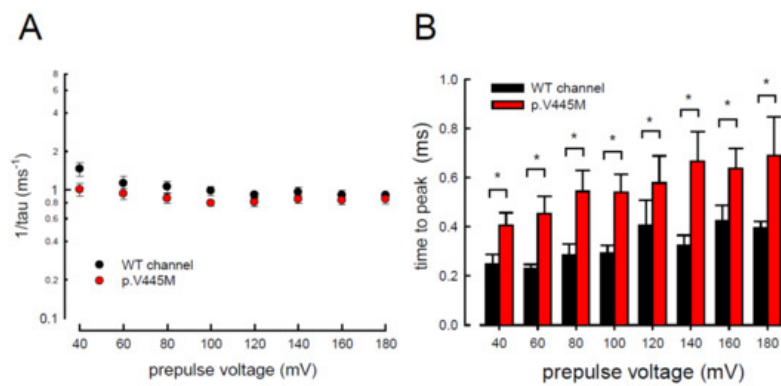 A
B
8
6
4
2
1
0.8
0.6
0.4
0.2
0.1
1/tau (ms-1)
WT channel
p.V445M
40 60 80 100 120 140 160 180
prepulse voltage (mV)
1.0
0.8
0.6
0.4
0.2
0.0
time to peak (ms)
WT channel
p.V445M
* * * * * * * *
40 60 80 100 120 140 160 180
prepulse voltage (mV)